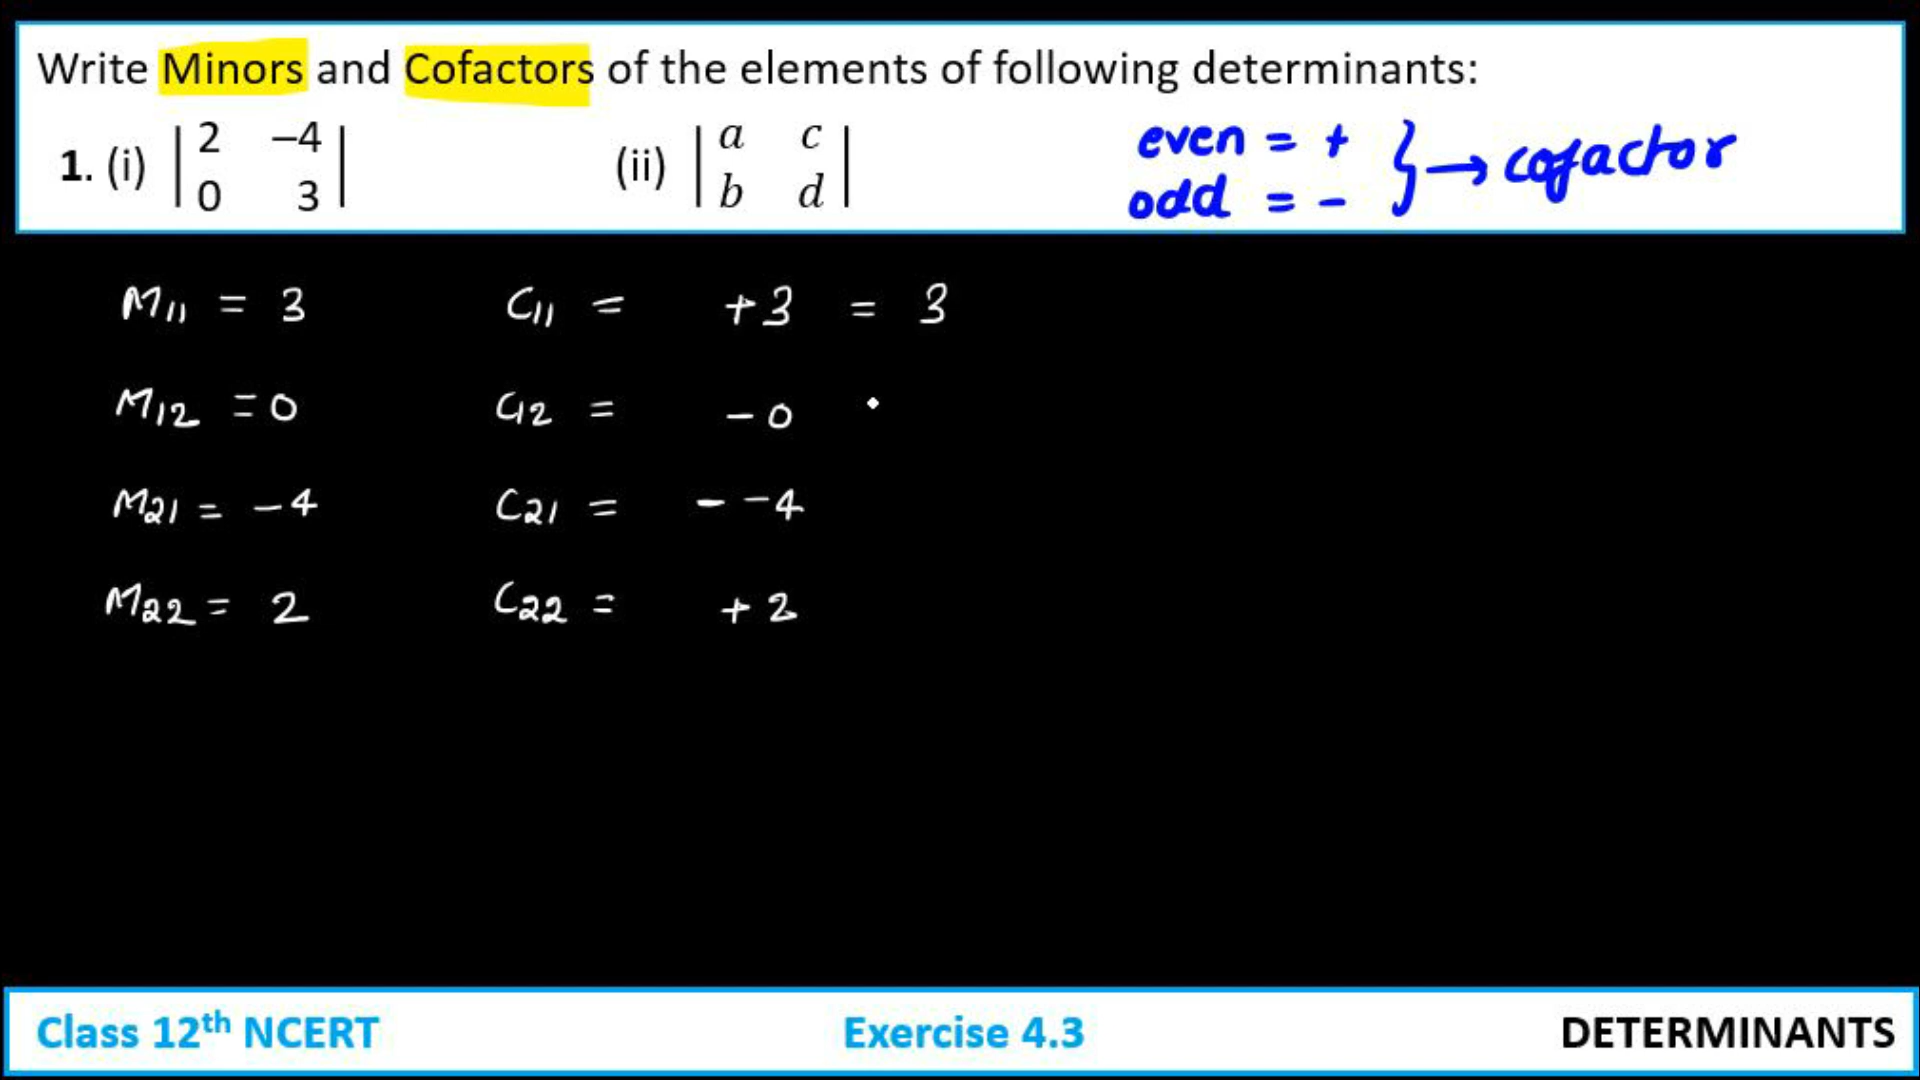 Write Minors and Cofactors of the elements of following determinants:
1. (i) | 2 –4 | (ii) | a c | even = +
| 0 3 | | b d | odd = - } → cofactor
M11 = 3 C11 = +3 = 3
M12 = 0 C12 = - 0
M21 = - 4 C21 = - - 4
M22 = 2 C22 = + 2
Class 12th NCERT Exercise 4.3 DETERMINANTS